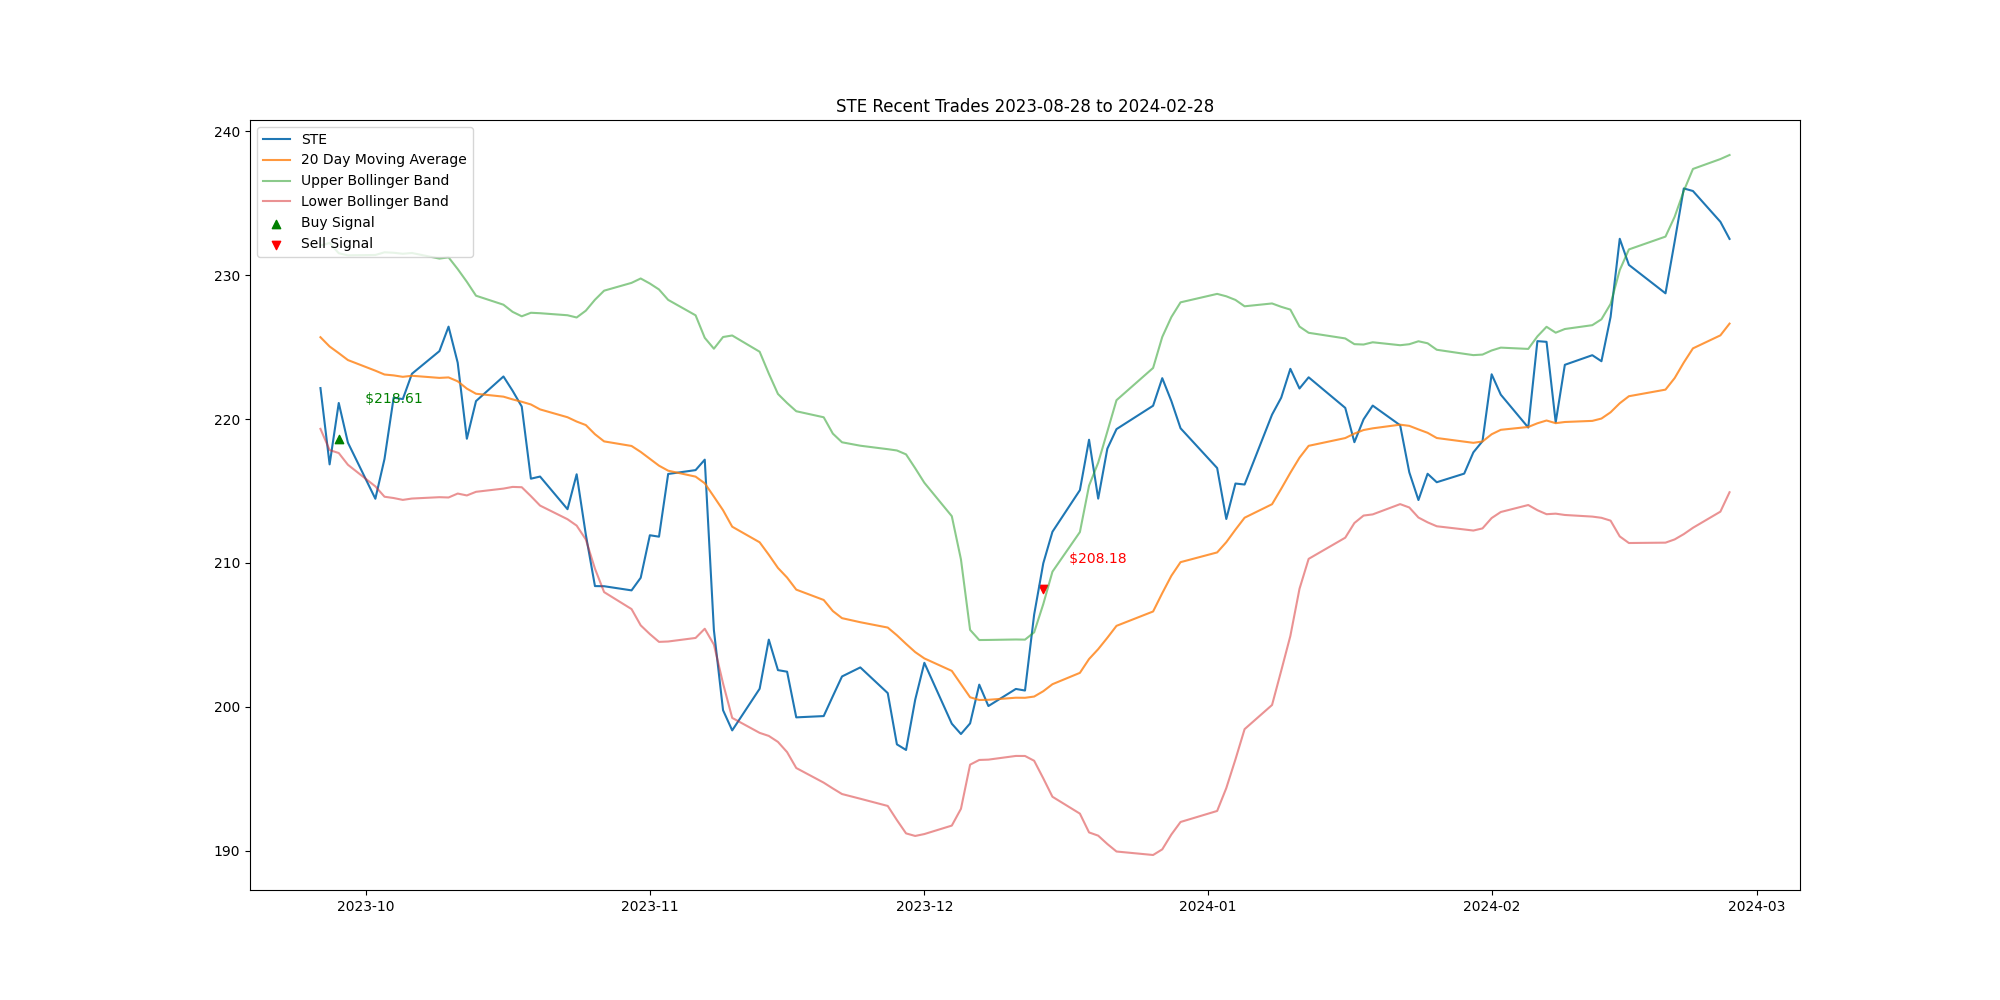 STE Recent Trades 2023-08-28 to 2024-02-28
240
230
220
210
200
190
STE
20 Day Moving Average
Upper Bollinger Band
Lower Bollinger Band
Buy Signal
Sell Signal
$218.61
$208.18
2023-10
2023-11
2023-12
2024-01
2024-02
2024-03